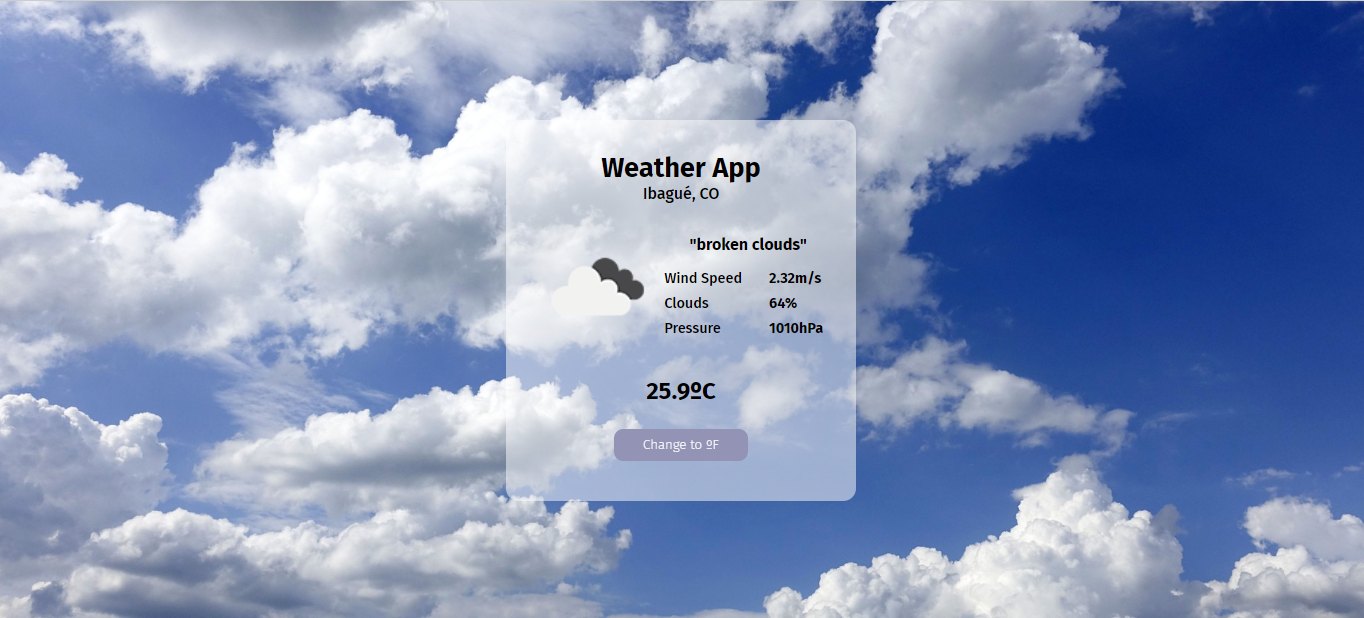 Weather App
Ibagué, CO
"broken clouds"
Wind Speed 2.32m/s
Clouds 64%
Pressure 1010hPa
25.9ºC
Change to ºF